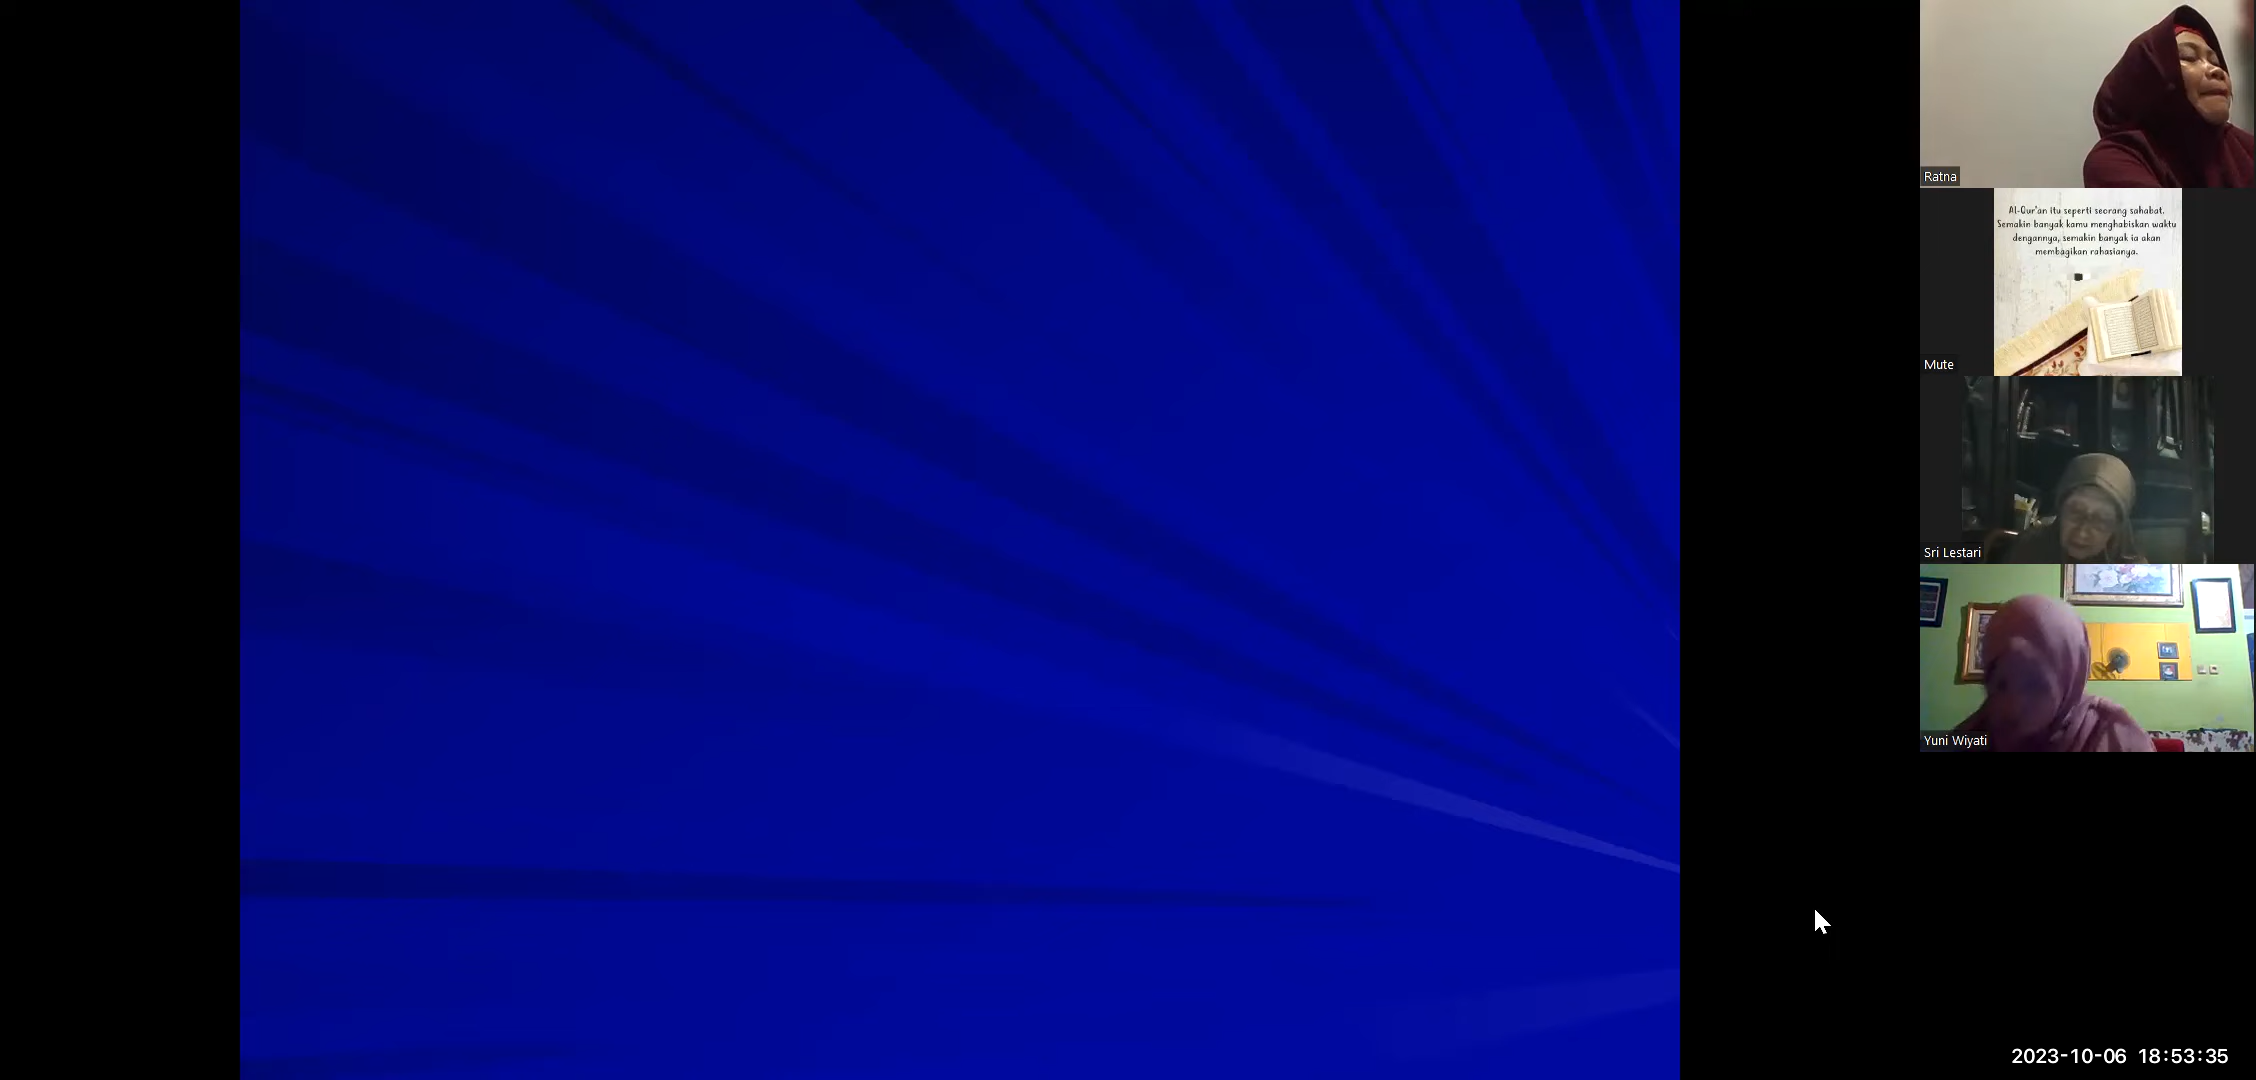 Ratna
Al-Qur'an itu seperti seorang sahabat.
Semakin banyak kamu menghabiskan waktu
dengannya, semakin banyak ia akan
membagikan rahasianya.
Mute
Sri Lestari
Yuni Wiyati
2023-10-06 18:53:35